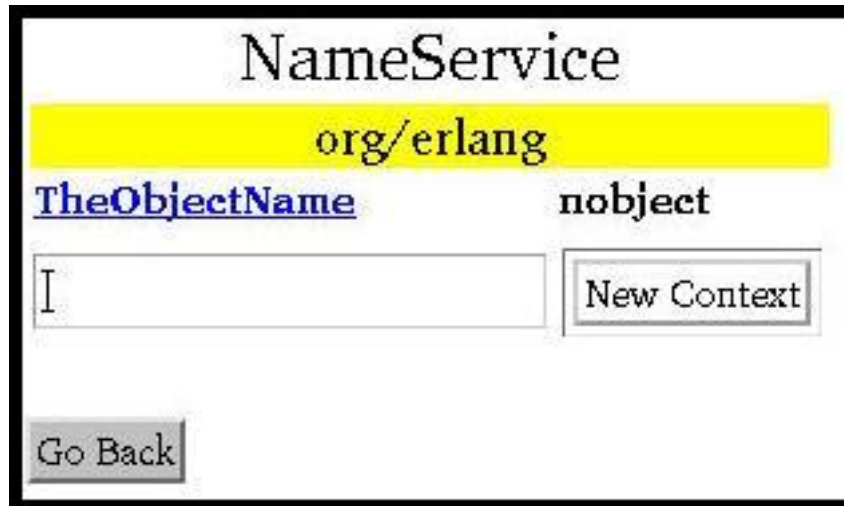 NameService
org/erlang
TheObjectName nobject
New Context
Go Back